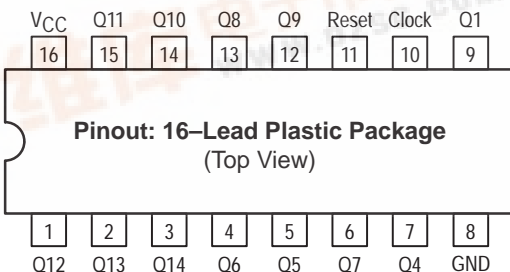 VCC Q11 Q10 Q8 Q9 Reset Clock Q1
16 15 14 13 12 11 10 9
Pinout: 16–Lead Plastic Package
(Top View)
1 2 3 4 5 6 7 8
Q12 Q13 Q14 Q6 Q5 Q7 Q4 GND